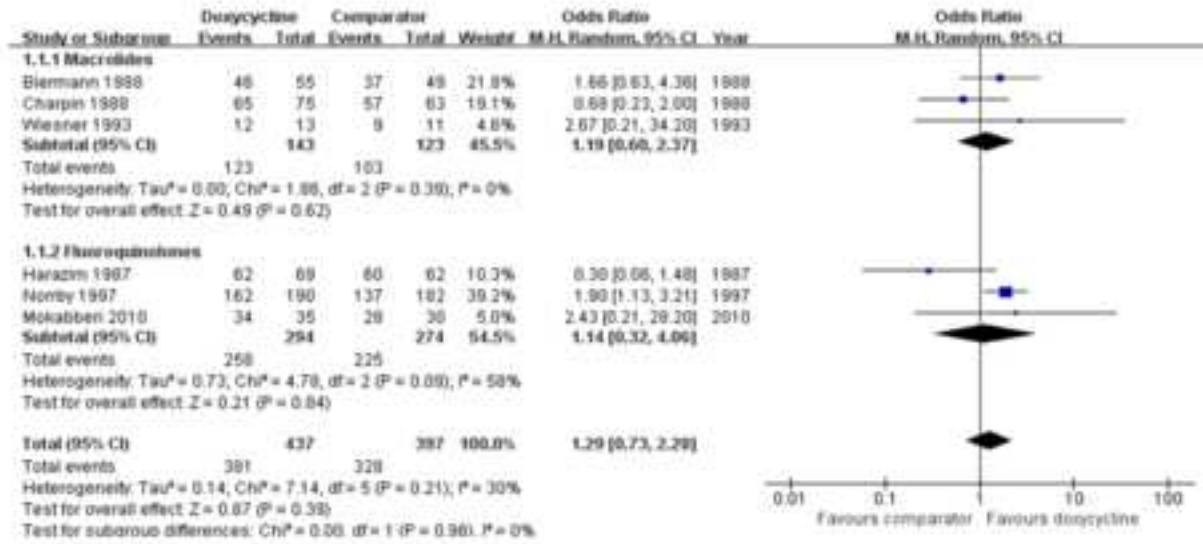 Doxycycline Comparator Odds Ratio Odds Ratio
Study or Subgroup Events Total Events Total Weight M-H, Random, 95% CI Year M-H, Random, 95% CI
1.1.1 Macrolides
Biermann 1988 46 55 37 49 21.8% 1.66 [0.63, 4.36] 1988
Charpin 1988 65 75 57 63 19.1% 0.68 [0.23, 2.00] 1988
Wiesner 1993 12 13 9 11 4.6% 2.67 [0.21, 34.20] 1993
Subtotal (95% CI) 143 123 45.5% 1.19 [0.60, 2.37]
Total events 123 103
Heterogeneity: Tau² = 0.00; Chi² = 1.88, df = 2 (P = 0.39); I² = 0%
Test for overall effect: Z = 0.49 (P = 0.62)
1.1.2 Fluoroquinolones
Harazim 1987 62 69 60 62 10.3% 0.30 [0.06, 1.48] 1987
Norrby 1997 162 190 137 182 39.2% 1.90 [1.13, 3.21] 1997
Mokabberi 2010 34 35 28 30 5.0% 2.43 [0.21, 28.20] 2010
Subtotal (95% CI) 294 274 54.5% 1.14 [0.32, 4.06]
Total events 258 225
Heterogeneity: Tau² = 0.73; Chi² = 4.78, df = 2 (P = 0.09); I² = 58%
Test for overall effect: Z = 0.21 (P = 0.84)
Total (95% CI) 437 397 100.0% 1.29 [0.73, 2.28]
Total events 381 328
Heterogeneity: Tau² = 0.14; Chi² = 7.14, df = 5 (P = 0.21); I² = 30%
Test for overall effect: Z = 0.87 (P = 0.39)
Test for subgroup differences: Chi² = 0.00, df = 1 (P = 0.96), I² = 0%
0.01 0.1 1 10 100
Favours comparator Favours doxycycline